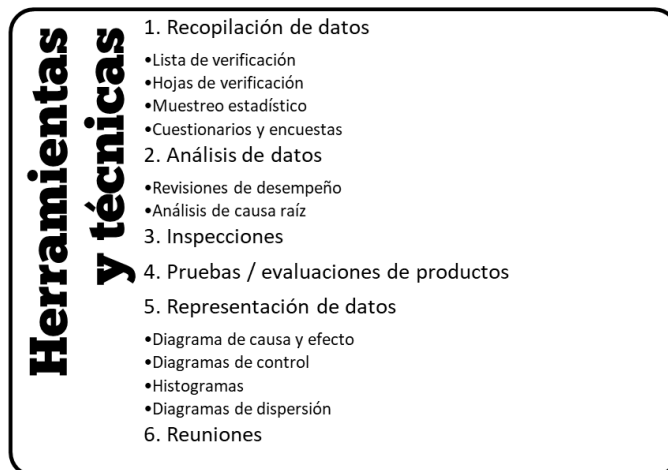 Herramientas
y técnicas
1. Recopilación de datos
•Lista de verificación
•Hojas de verificación
•Muestreo estadístico
•Cuestionarios y encuestas
2. Análisis de datos
•Revisiones de desempeño
•Análisis de causa raíz
3. Inspecciones
4. Pruebas / evaluaciones de productos
5. Representación de datos
•Diagrama de causa y efecto
•Diagramas de control
•Histogramas
•Diagramas de dispersión
6. Reuniones